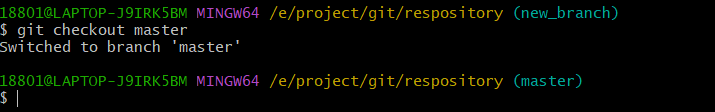 18801@LAPTOP-J9IRK5BM MINGW64 /e/project/git/respository (new_branch)
$ git checkout master
Switched to branch 'master'
18801@LAPTOP-J9IRK5BM MINGW64 /e/project/git/respository (master)
$